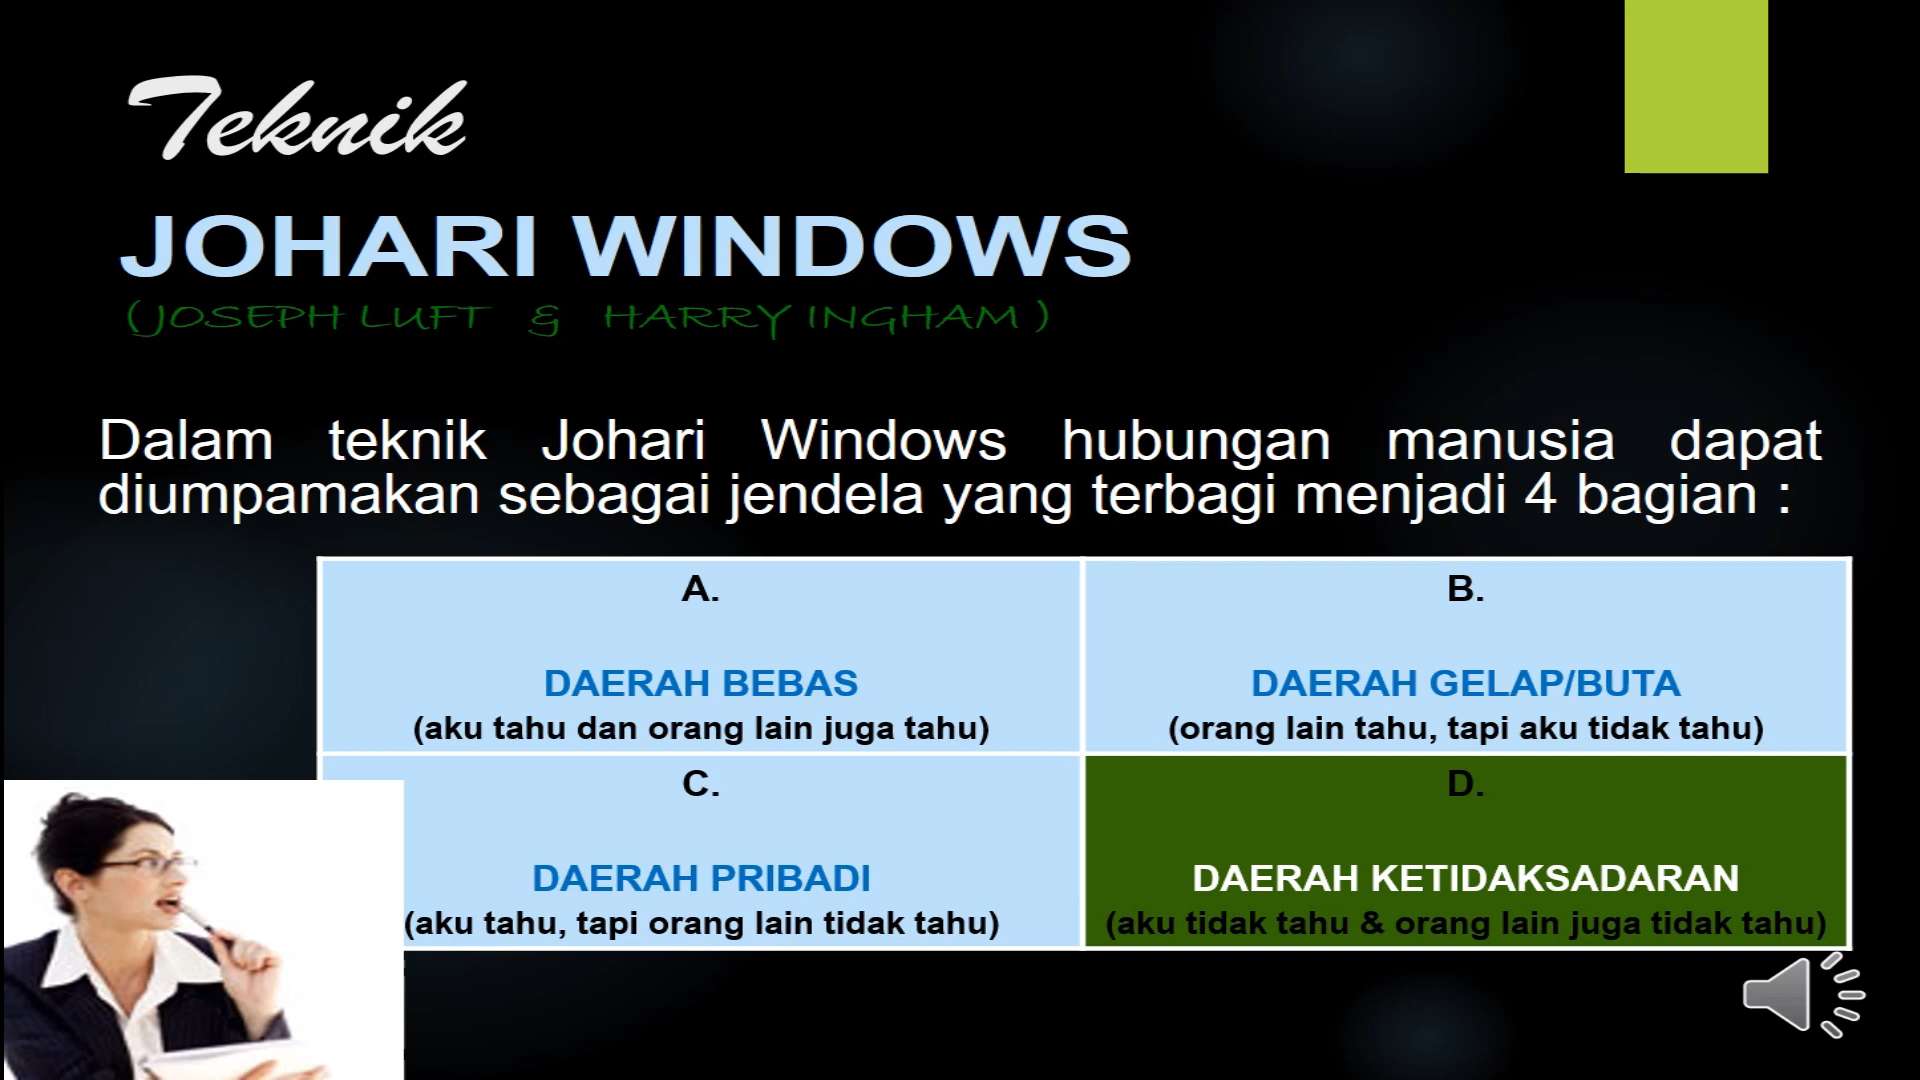 Teknik
JOHARI WINDOWS
(JOSEPH LUFT & HARRY INGHAM )
Dalam teknik Johari Windows hubungan manusia dapat
diumpamakan sebagai jendela yang terbagi menjadi 4 bagian :
A.
DAERAH BEBAS
(aku tahu dan orang lain juga tahu)
B.
DAERAH GELAP/BUTA
(orang lain tahu, tapi aku tidak tahu)
C.
DAERAH PRIBADI
(aku tahu, tapi orang lain tidak tahu)
D.
DAERAH KETIDAKSADARAN
(aku tidak tahu & orang lain juga tidak tahu)